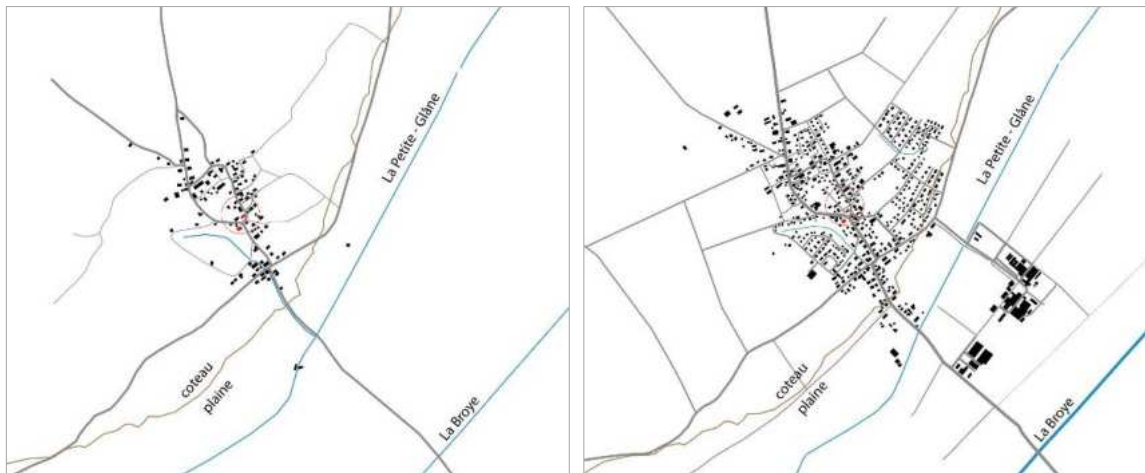 La Petite - Glâne
coteau
plaine
La Broye
La Petite - Glâne
coteau
plaine
La Broye